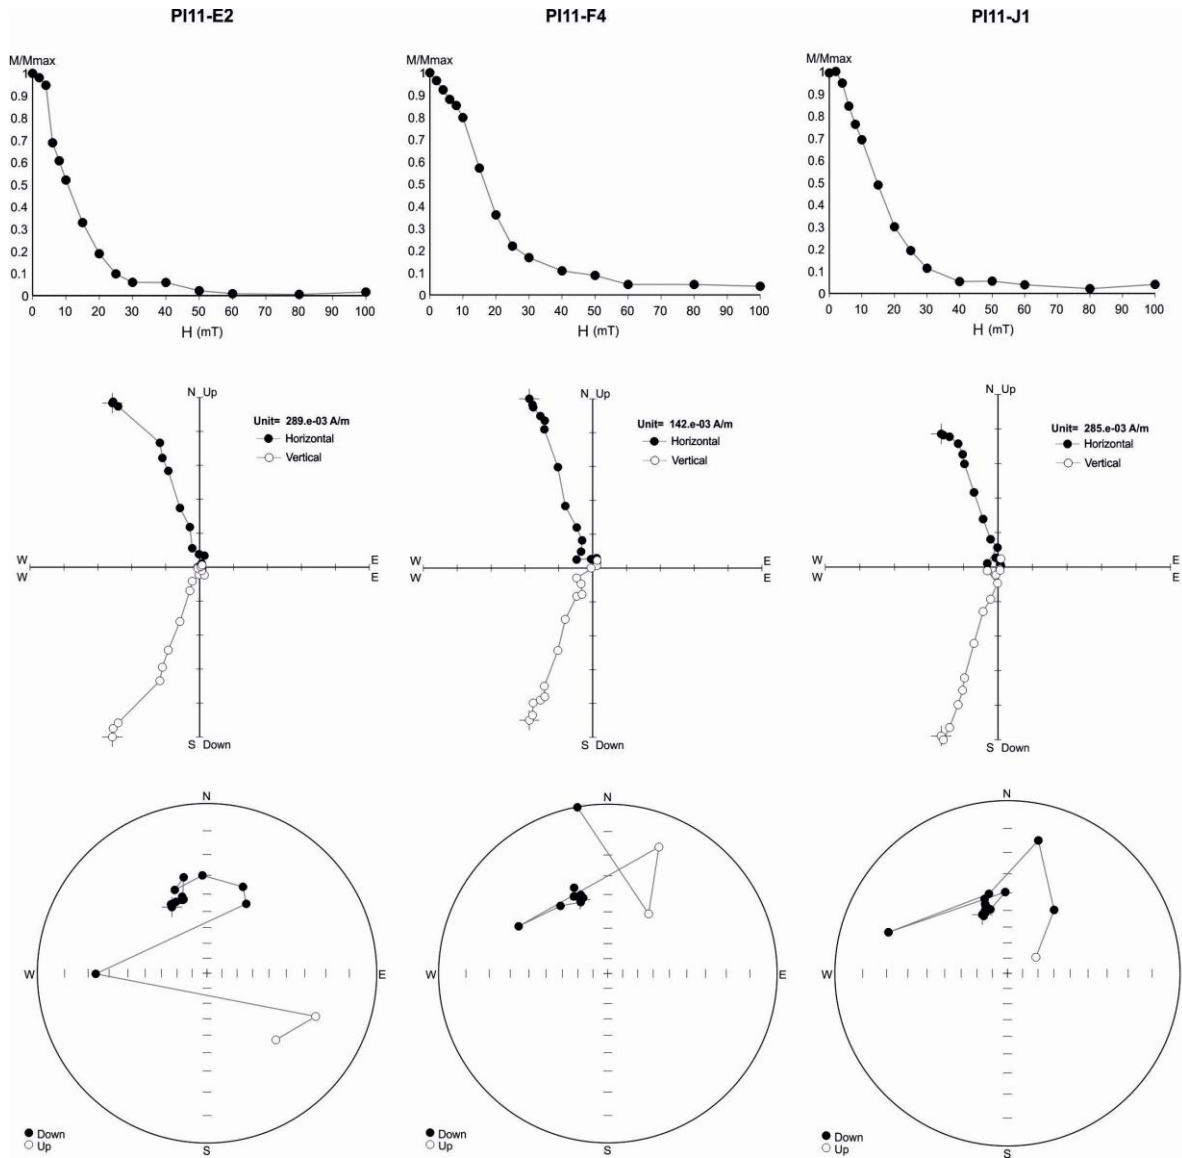 PI11-E2 PI11-F4 PI11-J1
M/Mmax M/Mmax M/Mmax
1 1 1
0.9 0.9 0.9
0.8 0.8 0.8
0.7 0.7 0.7
0.6 0.6 0.6
0.5 0.5 0.5
0.4 0.4 0.4
0.3 0.3 0.3
0.2 0.2 0.2
0.1 0.1 0.1
0 0 0
0 10 20 30 40 50 60 70 80 90 100 0 10 20 30 40 50 60 70 80 90 100 0 10 20 30 40 50 60 70 80 90 100
H (mT) H (mT) H (mT)
N Up N Up N Up
Unit= 289.e-03 A/m Unit= 142.e-03 A/m Unit= 285.e-03 A/m
Horizontal Horizontal Horizontal
Vertical Vertical Vertical
W E W E W E
W E W E W E
S Down S Down S Down
N N N
W E W E W E
Down Down Down
Up Up Up
S S S